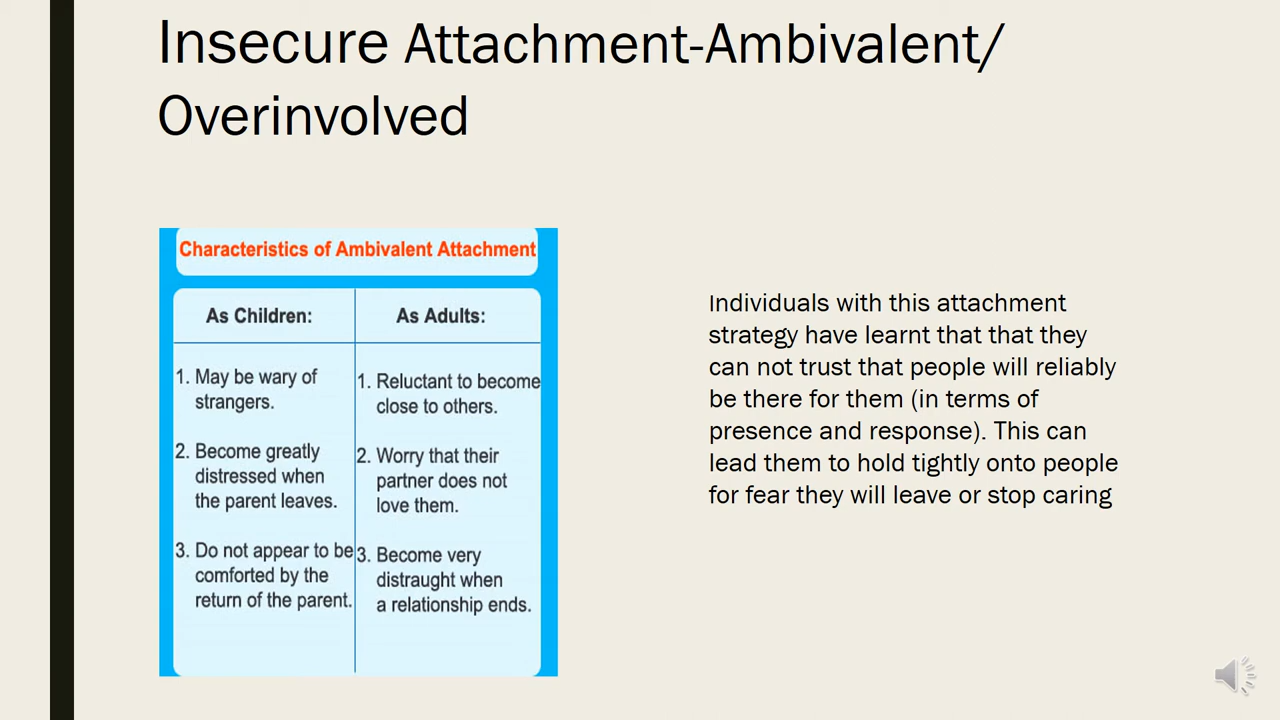 Insecure Attachment-Ambivalent/
Overinvolved
Characteristics of Ambivalent Attachment
As Children:
1. May be wary of
strangers.
2. Become greatly
distressed when
the parent leaves.
3. Do not appear to be
comforted by the
return of the parent.
As Adults:
1. Reluctant to become
close to others.
2. Worry that their
partner does not
love them.
3. Become very
distraught when
a relationship ends.
Individuals with this attachment
strategy have learnt that that they
can not trust that people will reliably
be there for them (in terms of
presence and response). This can
lead them to hold tightly onto people
for fear they will leave or stop caring